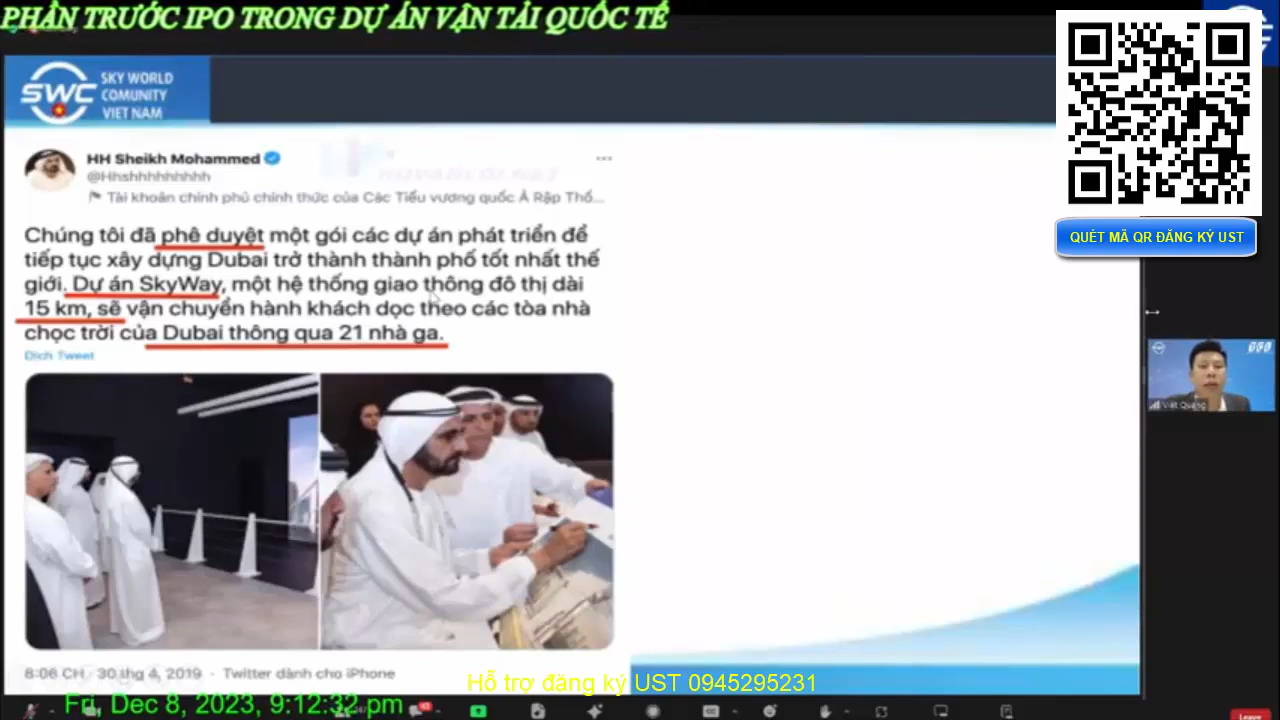 PHẦN TRƯỚC IPO TRONG DỰ ÁN VẬN TẢI QUỐC TẾ
SWC
SKY WORLD
COMUNITY
VIET NAM
HH Sheikh Mohammed
@Hhshhhhhhhhh
Tài khoản chính phủ chính thức của Các Tiểu vương quốc Ả Rập Thố...
Chúng tôi đã phê duyệt một gói các dự án phát triển để
tiếp tục xây dựng Dubai trở thành thành phố tốt nhất thế
giới. Dự án SkyWay, một hệ thống giao thông đô thị dài
15 km, sẽ vận chuyển hành khách dọc theo các tòa nhà
chọc trời của Dubai thông qua 21 nhà ga.
Dịch Tweet
8:06 CH · 30 thg 4, 2019 · Twitter dành cho iPhone
QUÉT MÃ QR ĐĂNG KÝ UST
Việt Quang
Hỗ trợ đăng ký UST 0945295231
Fri, Dec 8, 2023, 9:12:32 pm
Leave